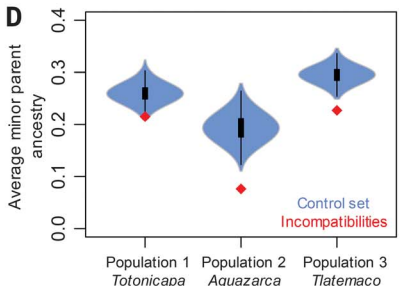 D
Average minor parent
ancestry
0.4
0.3
0.2
0.1
0.0
Control set
Incompatibilities
Population 1
Totonicapa
Population 2
Aguazarca
Population 3
Tlatemaco